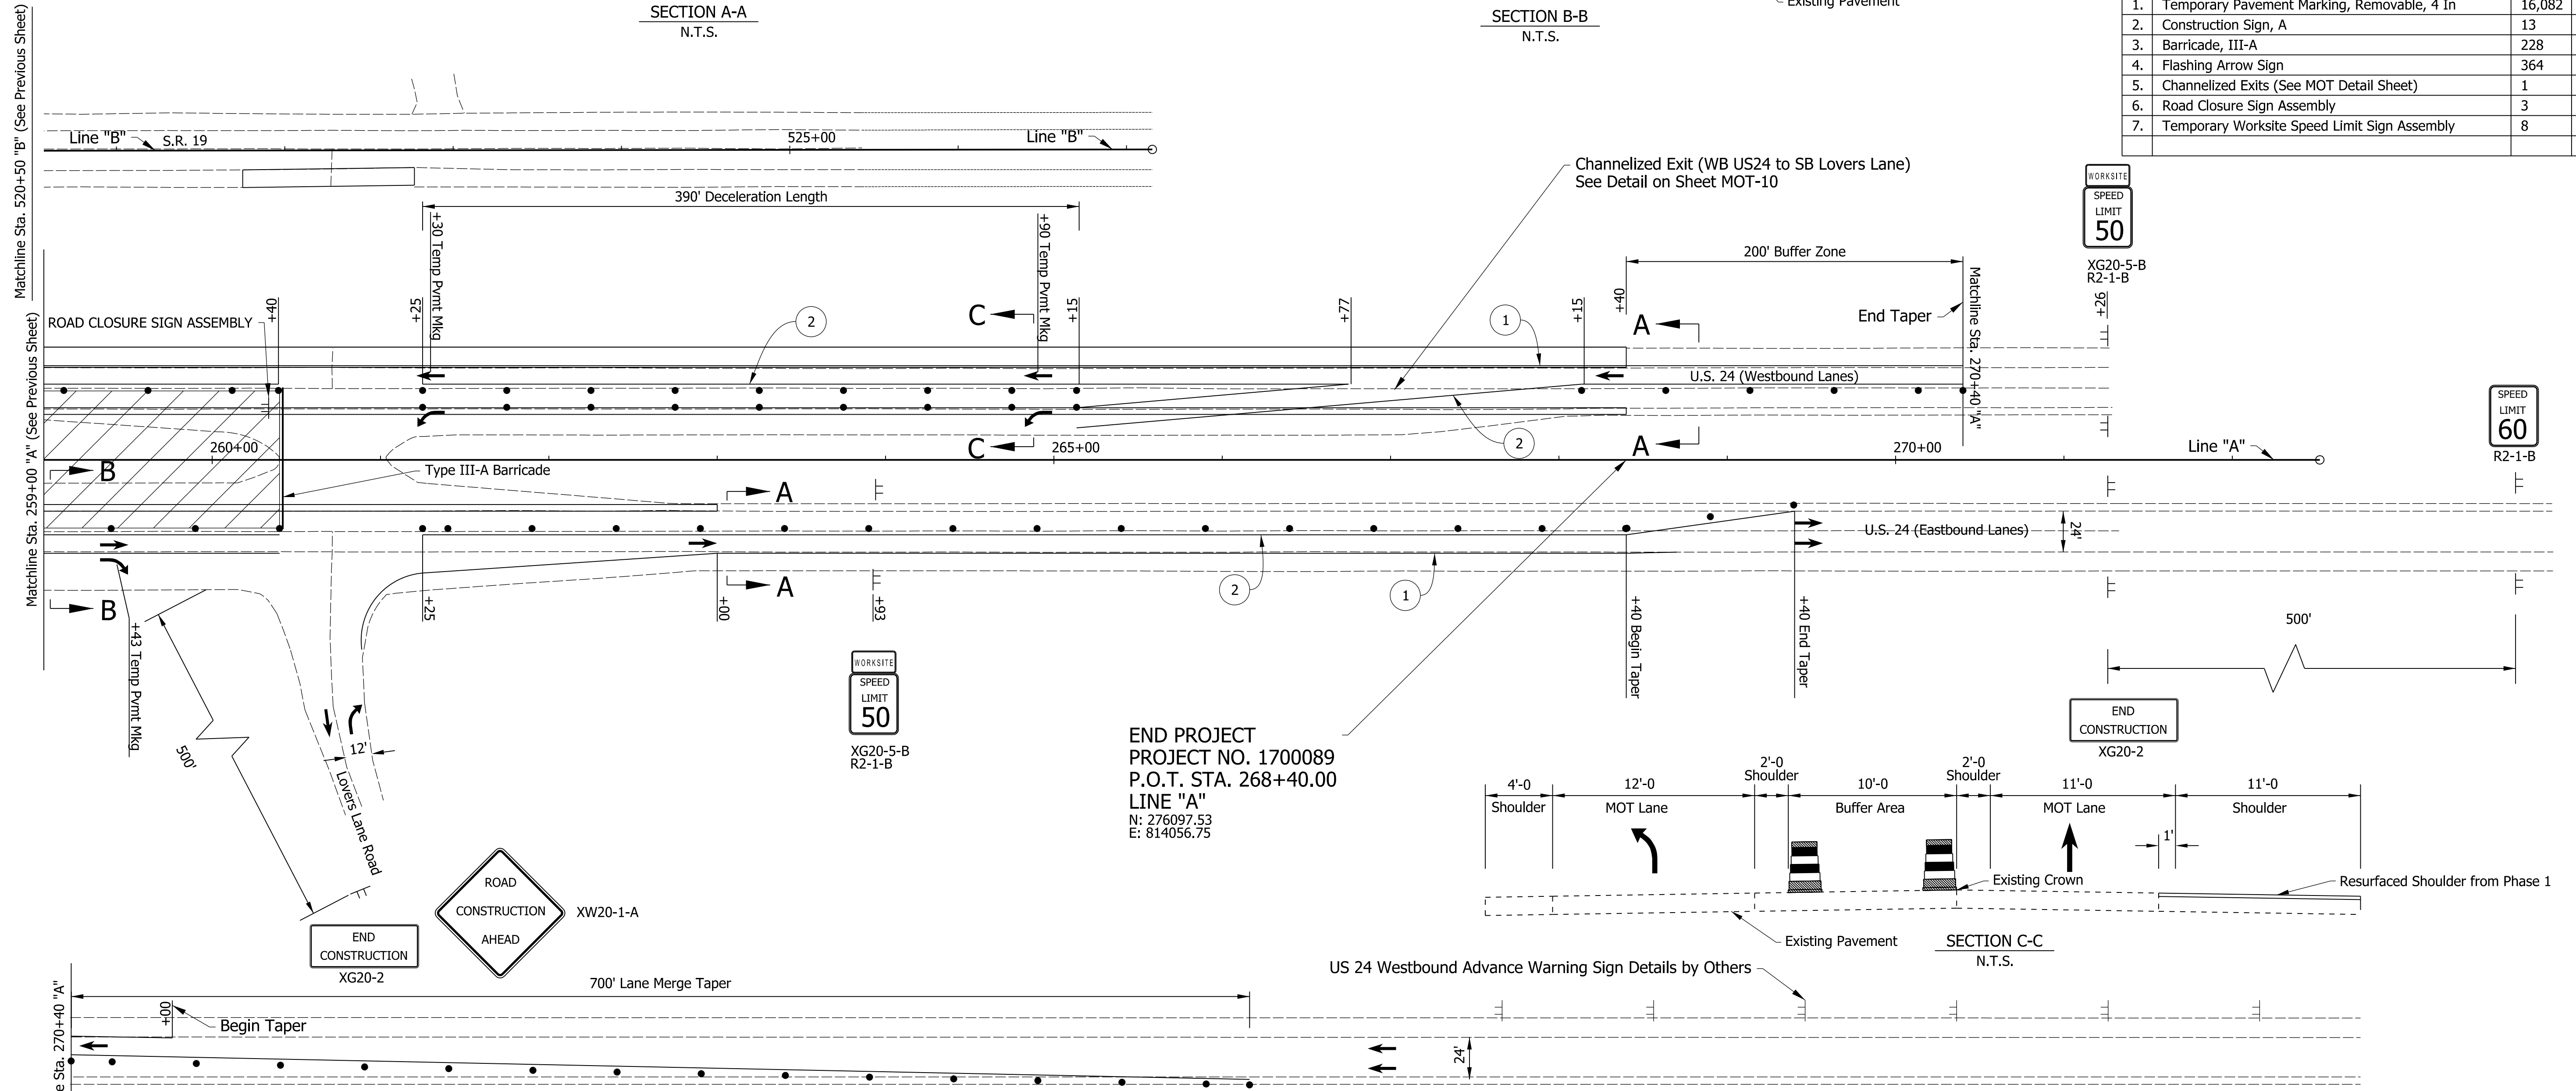 SECTION A-A
N.T.S.
SECTION B-B
N.T.S.
Existing Pavement
1. Temporary Pavement Marking, Removable, 4 In 16,082
2. Construction Sign, A 13
3. Barricade, III-A 228
4. Flashing Arrow Sign 364
5. Channelized Exits (See MOT Detail Sheet) 1
6. Road Closure Sign Assembly 3
7. Temporary Worksite Speed Limit Sign Assembly 8
Matchline Sta. 520+50 "B" (See Previous Sheet)
Line "B"
S.R. 19
525+00
Line "B"
390' Deceleration Length
Channelized Exit (WB US24 to SB Lovers Lane)
See Detail on Sheet MOT-10
WORKSITE
SPEED
LIMIT
50
XG20-5-B
R2-1-B
200' Buffer Zone
Matchline Sta. 259+00 "A" (See Previous Sheet)
ROAD CLOSURE SIGN ASSEMBLY
+40
+25
+30 Temp Pvmt Mkg
2
C
+90 Temp Pvmt Mkg
+15
+77
1
+15
+40
A
End Taper
Matchline Sta. 270+40 "A"
+26
U.S. 24 (Westbound Lanes)
SPEED
LIMIT
60
R2-1-B
260+00
C
265+00
2
A
270+00
Line "A"
B
Type III-A Barricade
A
U.S. 24 (Eastbound Lanes)
24'
B
+43 Temp Pvmt Mkg
+25
+00
A
+93
2
1
+40 Begin Taper
+40 End Taper
500'
500'
12'
Lovers Lane Road
WORKSITE
SPEED
LIMIT
50
XG20-5-B
R2-1-B
END PROJECT
PROJECT NO. 1700089
P.O.T. STA. 268+40.00
LINE "A"
N: 276097.53
E: 814056.75
END
CONSTRUCTION
XG20-2
4'-0
Shoulder
12'-0
MOT Lane
2'-0
Shoulder
10'-0
Buffer Area
2'-0
Shoulder
11'-0
MOT Lane
11'-0
Shoulder
1'
Existing Crown
Resurfaced Shoulder from Phase 1
Existing Pavement
SECTION C-C
N.T.S.
ROAD
CONSTRUCTION
AHEAD
XW20-1-A
END
CONSTRUCTION
XG20-2
US 24 Westbound Advance Warning Sign Details by Others
700' Lane Merge Taper
Sta. 270+40 "A"
+00
Begin Taper
24'